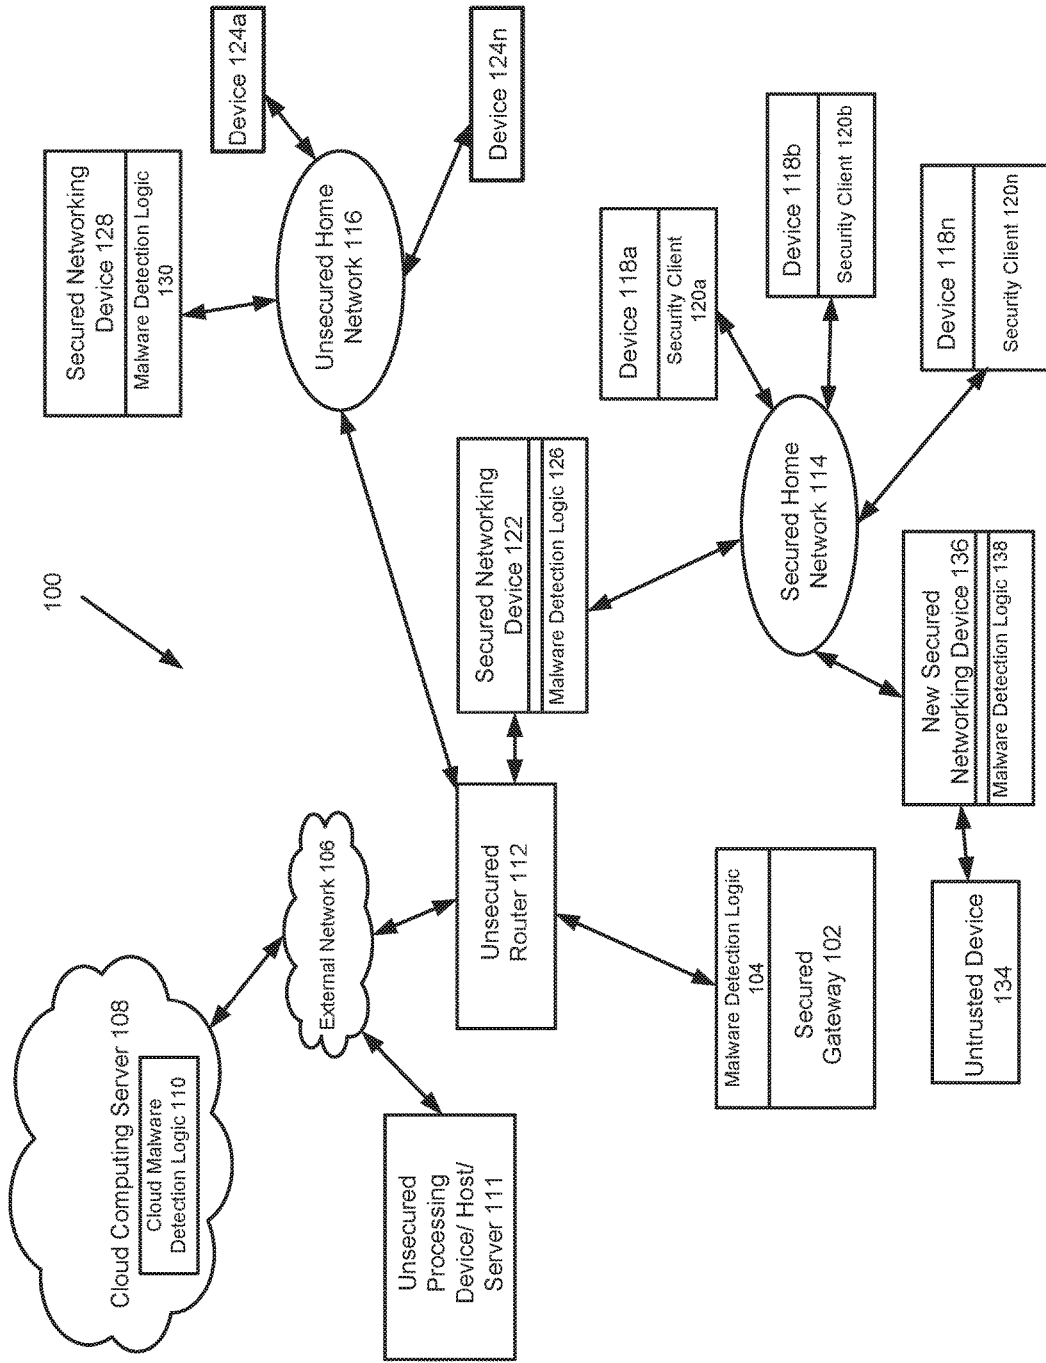 100
Cloud Computing Server 108
Cloud Malware
Detection Logic 110
External Network 106
Unsecured
Processing
Device/ Host/
Server 111
Unsecured
Router 112
Malware Detection Logic
104
Secured
Gateway 102
Secured Networking
Device 122
Malware Detection Logic 126
Secured Networking
Device 128
Malware Detection Logic
130
Unsecured Home
Network 116
Device 124a
Device 124n
Secured Home
Network 114
Device 118a
Security Client
120a
Device 118b
Security Client 120b
Device 118n
Security Client 120n
New Secured
Networking Device 136
Malware Detection Logic 138
Untrusted Device
134